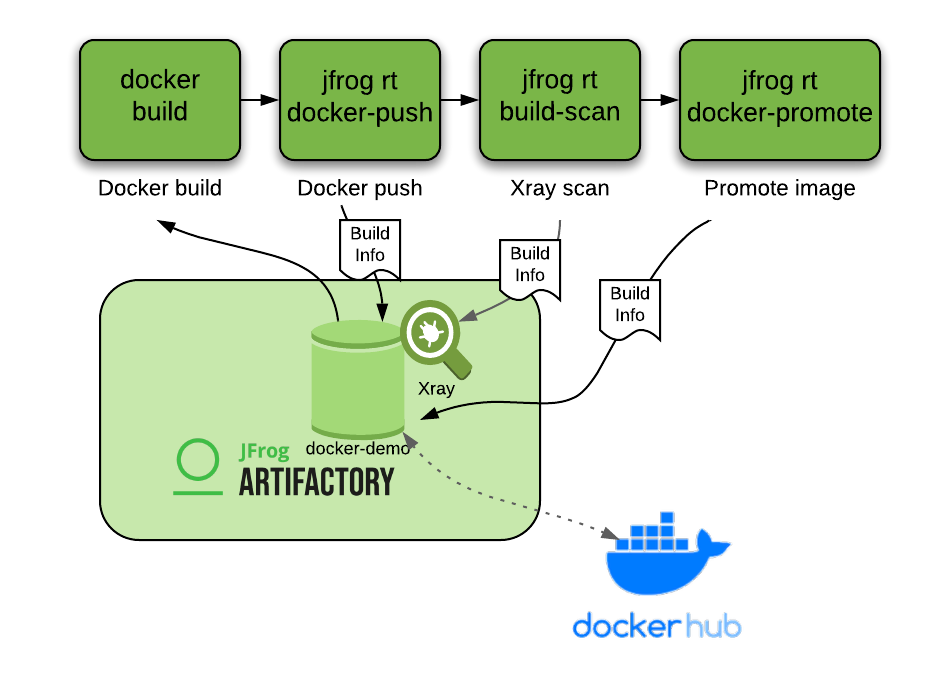 docker
build
jfrog rt
docker-push
jfrog rt
build-scan
jfrog rt
docker-promote
Docker build
Docker push
Xray scan
Promote image
Build
Info
Build
Info
Build
Info
Xray
docker-demo
JFrog
ARTIFACTORY
docker hub